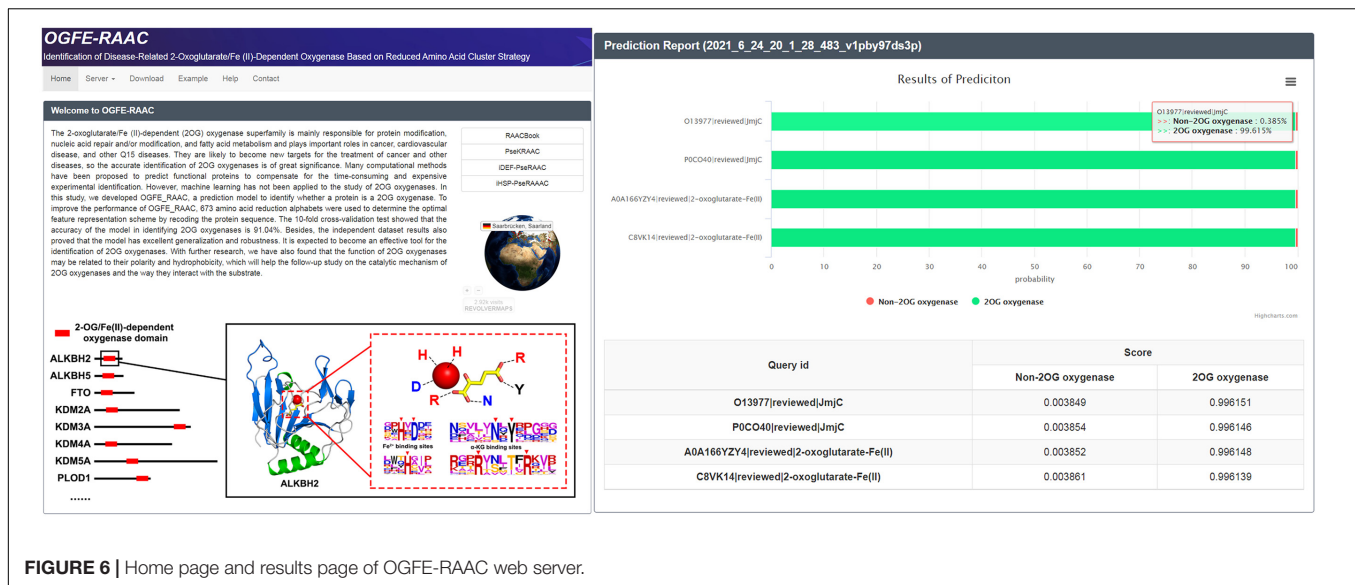 OGFE-RAAC
Identification of Disease-Related 2-Oxoglutarate/Fe (II)-Dependent Oxygenase Based on Reduced Amino Acid Cluster Strategy
Home Server Download Example Help Contact
Welcome to OGFE-RAAC
The 2-oxoglutarate/Fe (II)-dependent (2OG) oxygenase superfamily is mainly responsible for protein modification,
nucleic acid repair and/or modification, and fatty acid metabolism and plays important roles in cancer, cardiovascular
disease, and other Q15 diseases. They are likely to become new targets for the treatment of cancer and other
diseases, so the accurate identification of 2OG oxygenases is of great significance. Many computational methods
have been proposed to predict functional proteins to compensate for the time-consuming and expensive
experimental identification. However, machine learning has not been applied to the study of 2OG oxygenases. In
this study, we developed OGFE_RAAC, a prediction model to identify whether a protein is a 2OG oxygenase. To
improve the performance of OGFE_RAAC, 673 amino acid reduction alphabets were used to determine the optimal
feature representation scheme by recoding the protein sequence. The 10-fold cross-validation test showed that the
accuracy of the model in identifying 2OG oxygenases is 91.04%. Besides, the independent dataset results also
proved that the model has excellent generalization and robustness. It is expected to become an effective tool for the
identification of 2OG oxygenases. With further research, we have also found that the function of 2OG oxygenases
may be related to their polarity and hydrophobicity, which will help the follow-up study on the catalytic mechanism of
2OG oxygenases and the way they interact with the substrate.
RAACBook
PseKRAAC
iDEF-PseRAAC
iHSP-PseRAAAC
Saarbrücken, Saarland
REVOLVERMAPS
2-OG/Fe(II)-dependent
oxygenase domain
ALKBH2
ALKBH5
FTO
KDM2A
KDM3A
KDM4A
KDM5A
PLOD1
......
ALKBH2
H H R
D Y
R N
Fe²⁺ binding sites
α-KG binding sites
Prediction Report (2021_6_24_20_1_28_483_v1pby97ds3p)
Results of Prediciton
O13977|reviewed|JmjC
P0CO40|reviewed|JmjC
A0A166YZY4|reviewed|2-oxoglutarate-Fe(II)
C8VK14|reviewed|2-oxoglutarate-Fe(II)
O13977|reviewed|JmjC
>>: Non-2OG oxygenase : 0.385%
>>: 2OG oxygenase : 99.615%
0 10 20 30 40 50 60 70 80 90 100
probability
Non-2OG oxygenase 2OG oxygenase
Highcharts.com
Query id Score
Non-2OG oxygenase 2OG oxygenase
O13977|reviewed|JmjC 0.003849 0.996151
P0CO40|reviewed|JmjC 0.003854 0.996146
A0A166YZY4|reviewed|2-oxoglutarate-Fe(II) 0.003852 0.996148
C8VK14|reviewed|2-oxoglutarate-Fe(II) 0.003861 0.996139
FIGURE 6 | Home page and results page of OGFE-RAAC web server.